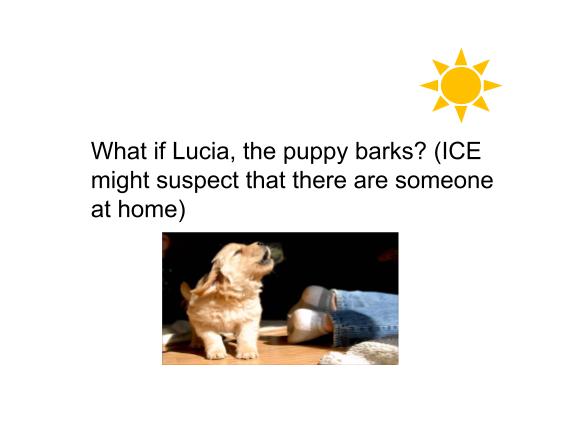 What if Lucia, the puppy barks? (ICE
might suspect that there are someone
at home)